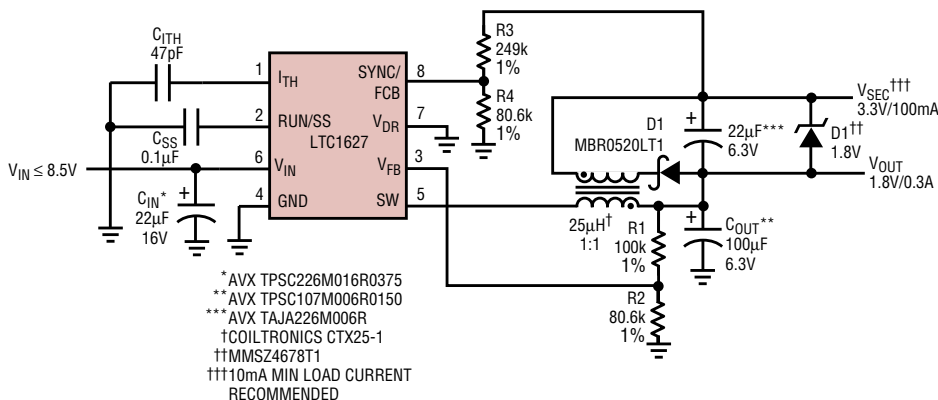 C_ITH
47pF
1
I_TH
SYNC/
FCB
8
R3
249k
1%
R4
80.6k
1%
2
RUN/SS
V_DR
7
C_SS
0.1µF
LTC1627
V_IN ≤ 8.5V
6
V_IN
V_FB
3
4
GND
SW
5
C_IN*
22µF
16V
+
D1
MBR0520LT1
+
22µF***
6.3V
V_SEC†††
3.3V/100mA
D1††
1.8V
V_OUT
1.8V/0.3A
25µH†
1:1
R1
100k
1%
+
C_OUT**
100µF
6.3V
R2
80.6k
1%
*AVX TPSC226M016R0375
**AVX TPSC107M006R0150
***AVX TAJA226M006R
†COILTRONICS CTX25-1
††MMSZ4678T1
†††10mA MIN LOAD CURRENT
RECOMMENDED